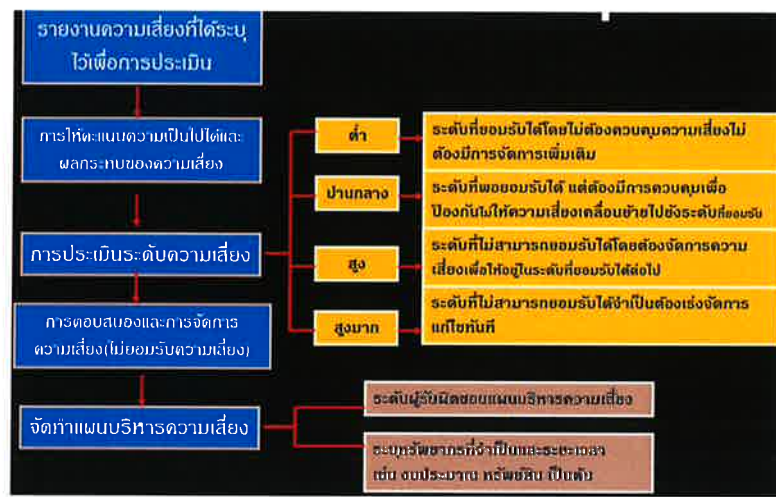 รายงานความเสี่ยงที่ได้ระบุ
ไว้เพื่อการประเมิน
การให้คะแนนความเป็นไปได้และ
ผลกระทบของความเสี่ยง
การประเมินระดับความเสี่ยง
ต่ำ
ระดับที่ยอมรับได้โดยไม่ต้องควบคุมความเสี่ยงไม่
ต้องมีการจัดการเพิ่มเติม
ปานกลาง
ระดับที่พอยอมรับได้ แต่ต้องมีการควบคุมเพื่อ
ป้องกันไม่ให้ความเสี่ยงเคลื่อนย้ายไปยังระดับที่ยอมรับ
สูง
ระดับที่ไม่สามารถยอมรับได้โดยต้องจัดการความ
เสี่ยงเพื่อให้อยู่ในระดับที่ยอมรับได้ต่อไป
สูงมาก
ระดับที่ไม่สามารถยอมรับได้จำเป็นต้องเร่งจัดการ
แก้ไขทันที
การตอบสนองและการจัดการ
ความเสี่ยง(ไม่ยอมรับความเสี่ยง)
จัดทำแผนบริหารความเสี่ยง
ระดับผู้รับผิดชอบแผนบริหารความเสี่ยง
ระบุทรัพยากรที่จำเป็นและระยะเวลา
เช่น งบประมาณ ทรัพย์สิน เป็นต้น